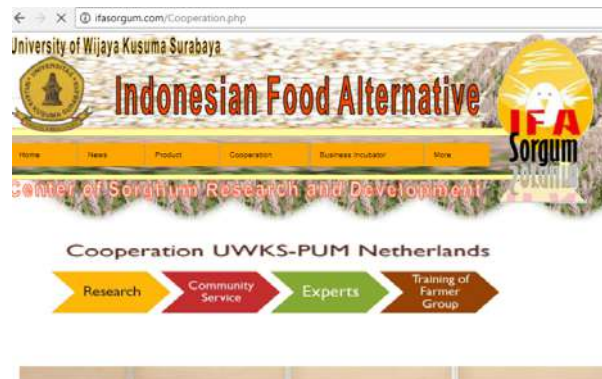 ifasorgum.com/Cooperation.php
University of Wijaya Kusuma Surabaya
Indonesian Food Alternative
IFA
Sorgum
Home News Product Cooperation Business Incubator More
Center of Sorghum Research and Development
Cooperation UWKS-PUM Netherlands
Research
Community
Service
Experts
Training of
Farmer
Group